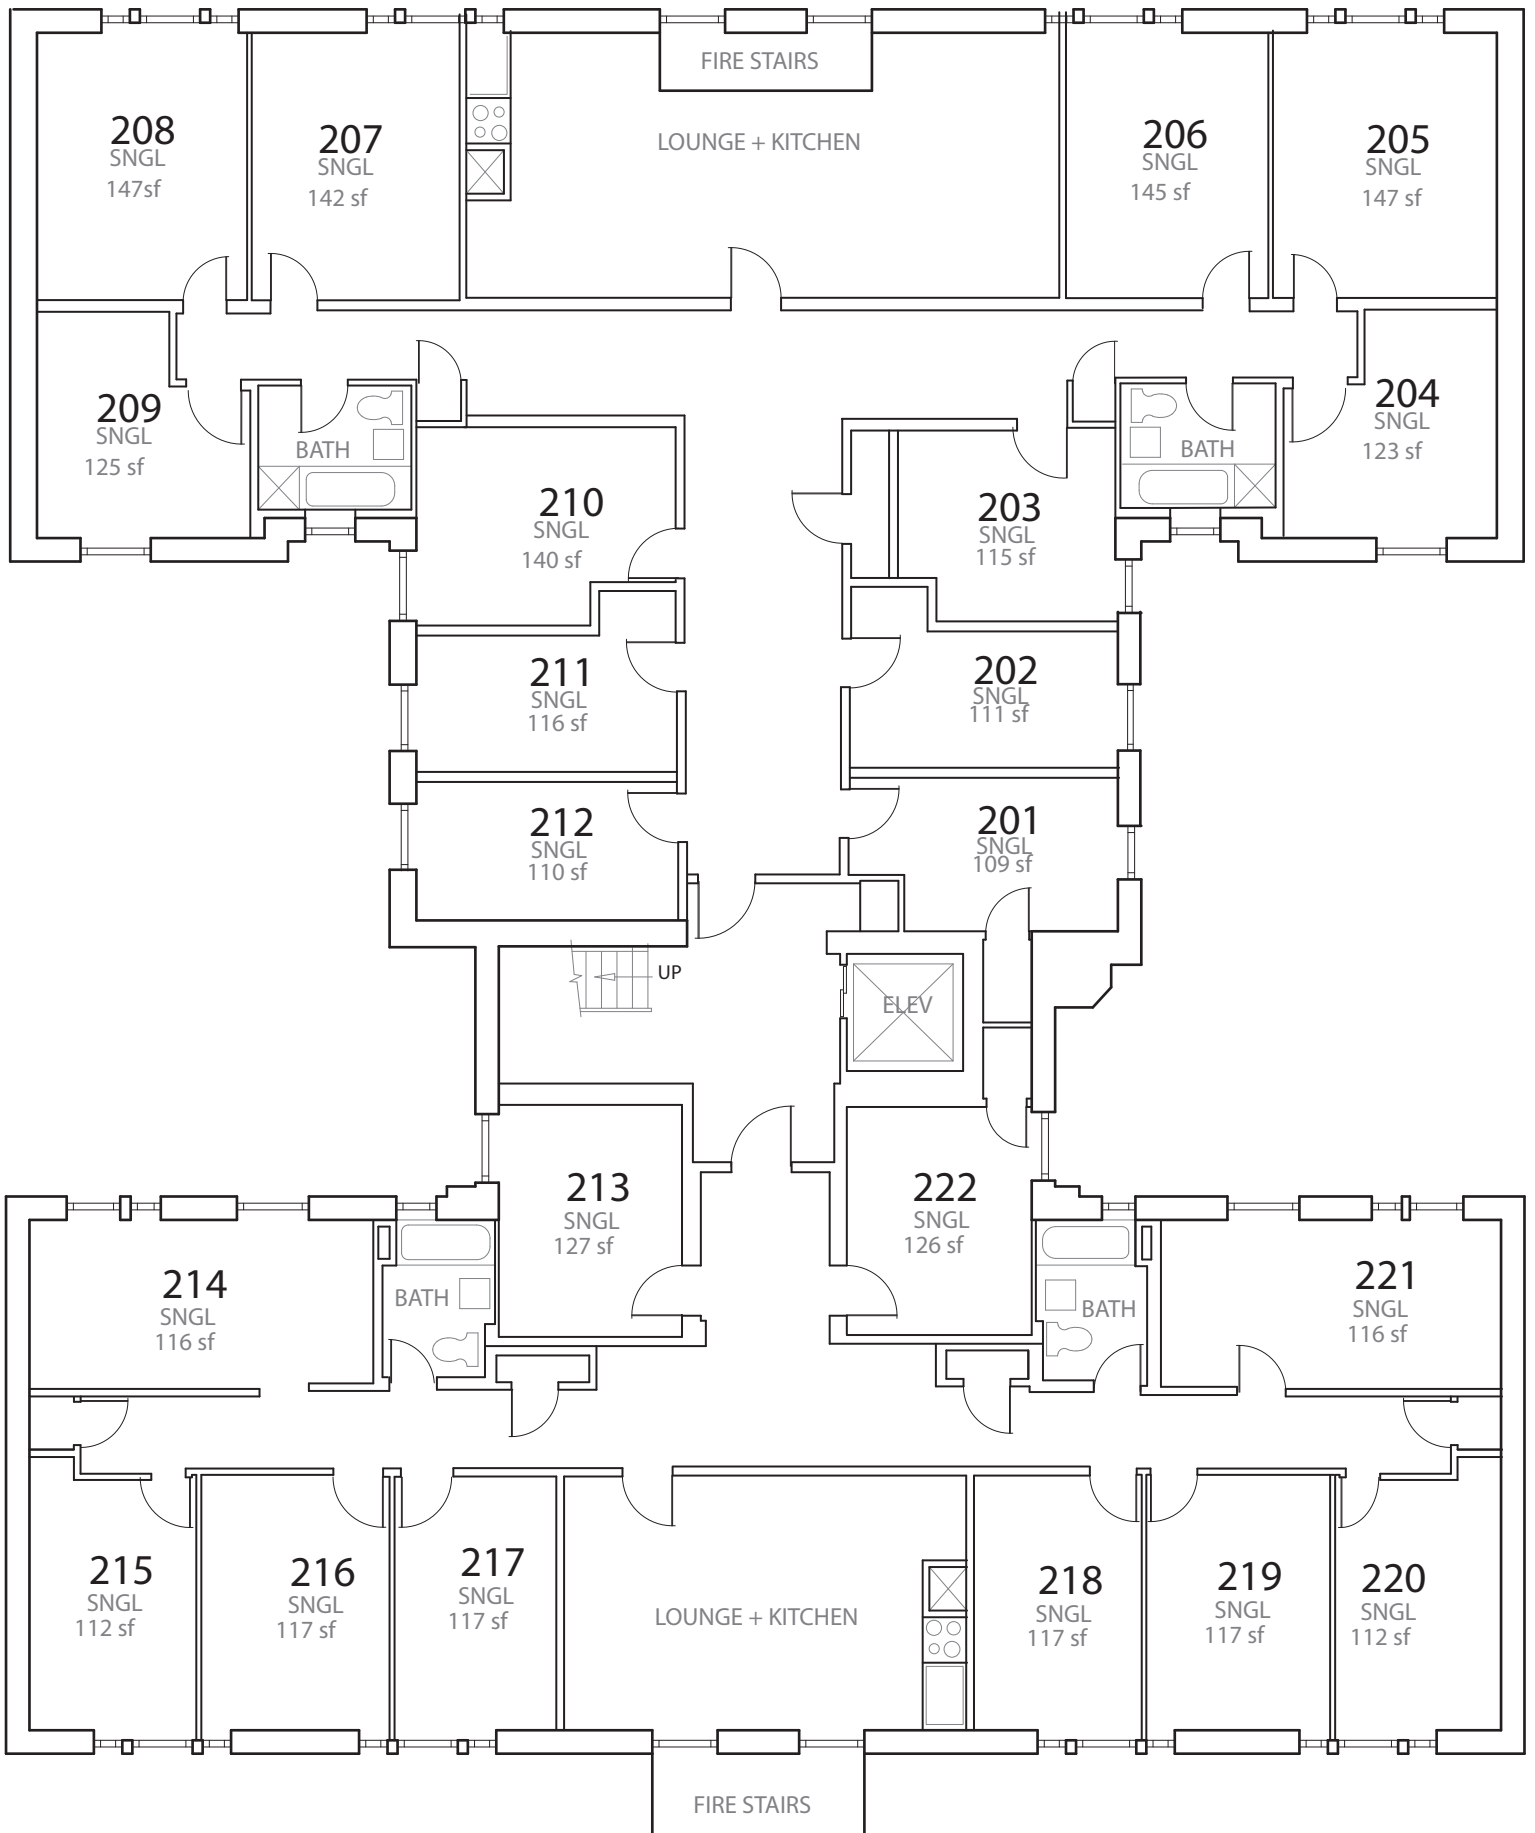 FIRE STAIRS
208
SNGL
147sf
207
SNGL
142 sf
LOUNGE + KITCHEN
206
SNGL
145 sf
205
SNGL
147 sf
209
SNGL
125 sf
BATH
210
SNGL
140 sf
203
SNGL
115 sf
BATH
204
SNGL
123 sf
211
SNGL
116 sf
202
SNGL
111 sf
212
SNGL
110 sf
201
SNGL
109 sf
UP
ELEV
213
SNGL
127 sf
222
SNGL
126 sf
214
SNGL
116 sf
BATH
BATH
221
SNGL
116 sf
215
SNGL
112 sf
216
SNGL
117 sf
217
SNGL
117 sf
LOUNGE + KITCHEN
218
SNGL
117 sf
219
SNGL
117 sf
220
SNGL
112 sf
FIRE STAIRS